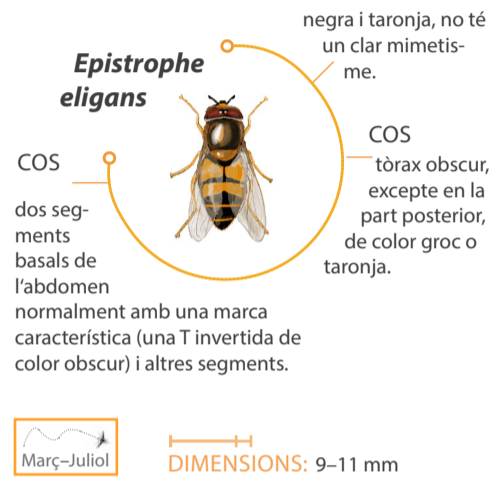 negra i taronja, no té
un clar mimetis-
me.
Epistrophe
eligans
COS
tòrax obscur,
excepte en la
part posterior,
de color groc o
taronja.
COS
dos seg-
ments
basals de
l'abdomen
normalment amb una marca
característica (una T invertida de
color obscur) i altres segments.
Març–Juliol
DIMENSIONS: 9–11 mm